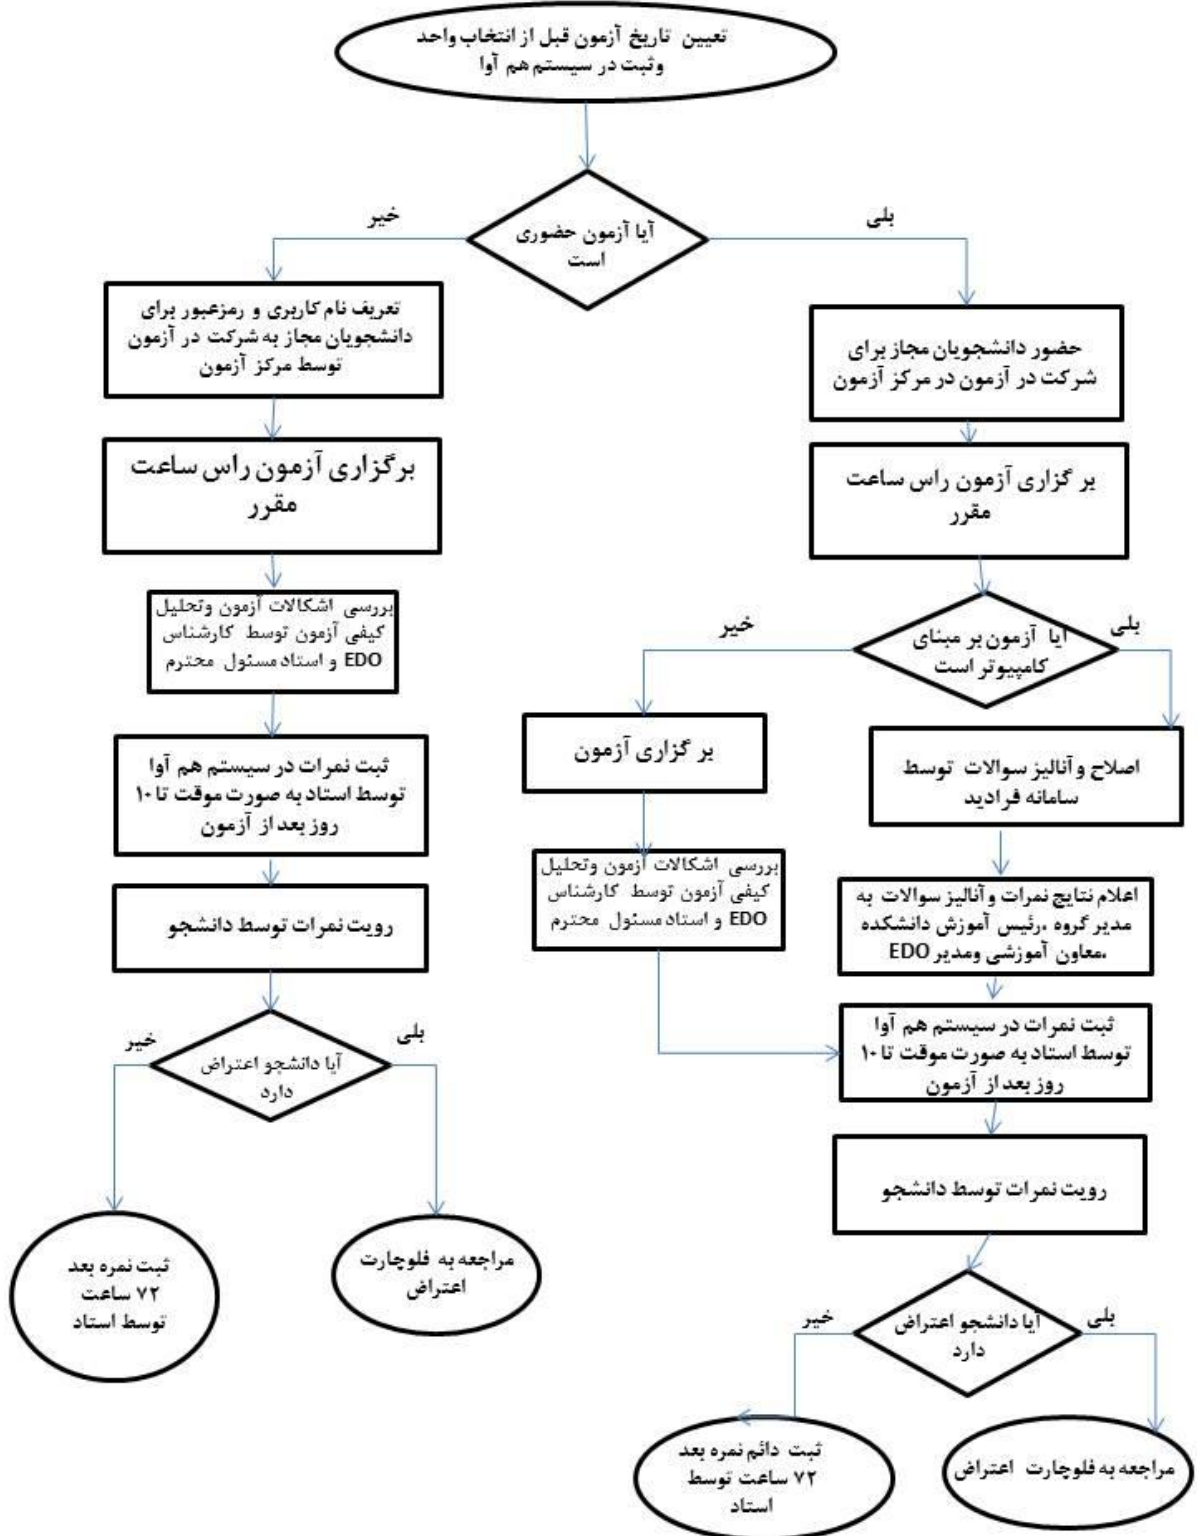 تعیین تاریخ آزمون قبل از انتخاب واحد
وثبت در سیستم هم آوا
آیا آزمون حضوری
است
بلی
خیر
حضور دانشجویان مجاز برای
شرکت در آزمون در مرکز آزمون
بر گزاری آزمون راس ساعت
مقرر
آیا آزمون بر مبنای
کامپیوتر است
بلی
خیر
اصلاح و آنالیز سوالات توسط
سامانه فرادید
اعلام نتایج نمرات و آنالیز سوالات به
مدیر گروه ،رئیس آموزش دانشکده
،معاون آموزشی ومدیر EDO
بر گزاری آزمون
بررسی اشکالات آزمون وتحلیل
کیفی آزمون توسط کارشناس
EDO و استاد مسئول محترم
ثبت نمرات در سیستم هم آوا
توسط استاد به صورت موقت تا ۱۰
روز بعد از آزمون
رویت نمرات توسط دانشجو
آیا دانشجو اعتراض
دارد
بلی
خیر
مراجعه به فلوچارت اعتراض
ثبت دائم نمره بعد
۷۲ ساعت توسط
استاد
تعریف نام کاربری و رمزعبور برای
دانشجویان مجاز به شرکت در آزمون
توسط مرکز آزمون
برگزاری آزمون راس ساعت
مقرر
بررسی اشکالات آزمون وتحلیل
کیفی آزمون توسط کارشناس
EDO و استاد مسئول محترم
ثبت نمرات در سیستم هم آوا
توسط استاد به صورت موقت تا ۱۰
روز بعد از آزمون
رویت نمرات توسط دانشجو
آیا دانشجو اعتراض
دارد
بلی
خیر
مراجعه به فلوچارت
اعتراض
ثبت نمره بعد
۷۲ ساعت
توسط استاد